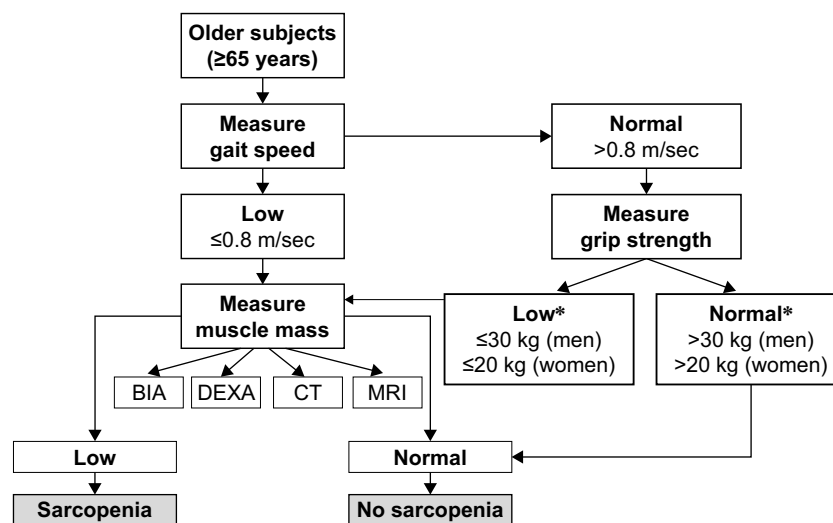 Older subjects
(≥65 years)
Measure
gait speed
Normal
>0.8 m/sec
Low
≤0.8 m/sec
Measure
grip strength
Measure
muscle mass
Low*
≤30 kg (men)
≤20 kg (women)
Normal*
>30 kg (men)
>20 kg (women)
BIA
DEXA
CT
MRI
Low
Normal
Sarcopenia
No sarcopenia